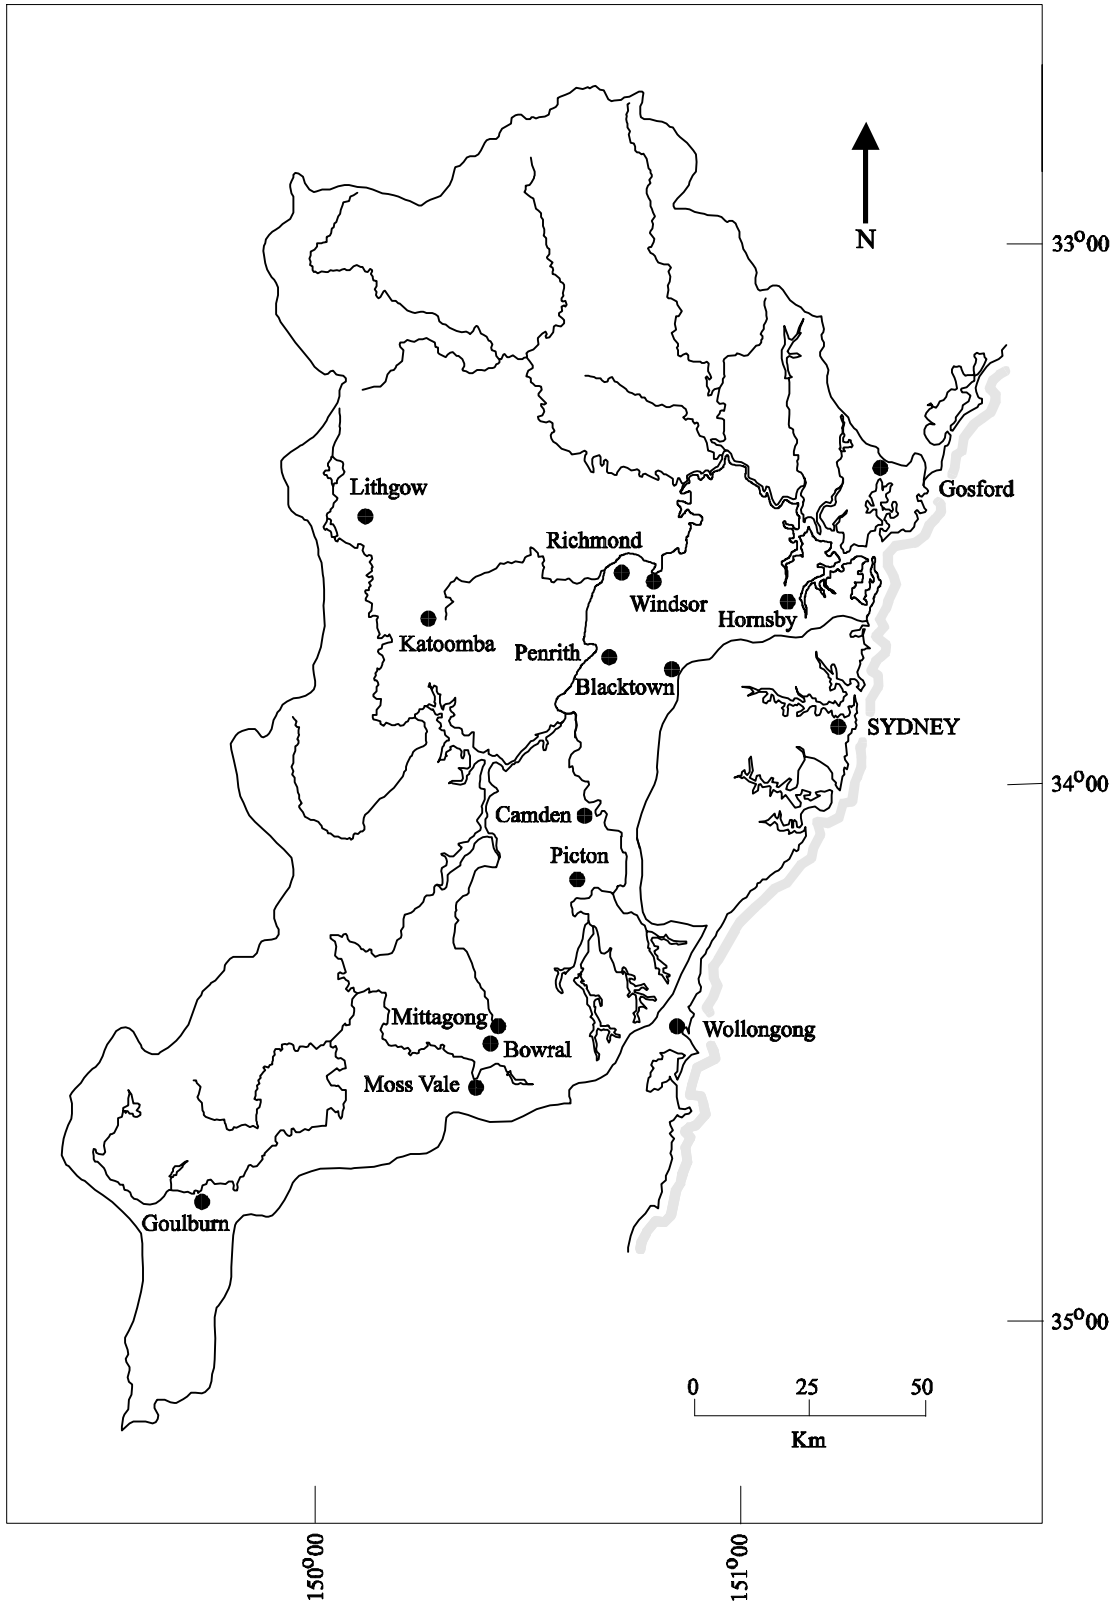 N
33°00
Lithgow
Gosford
Richmond
Windsor
Hornsby
Katoomba
Penrith
Blacktown
SYDNEY
34°00
Camden
Picton
Mittagong
Wollongong
Bowral
Moss Vale
Goulburn
35°00
0 25 50
Km
150°00
151°00